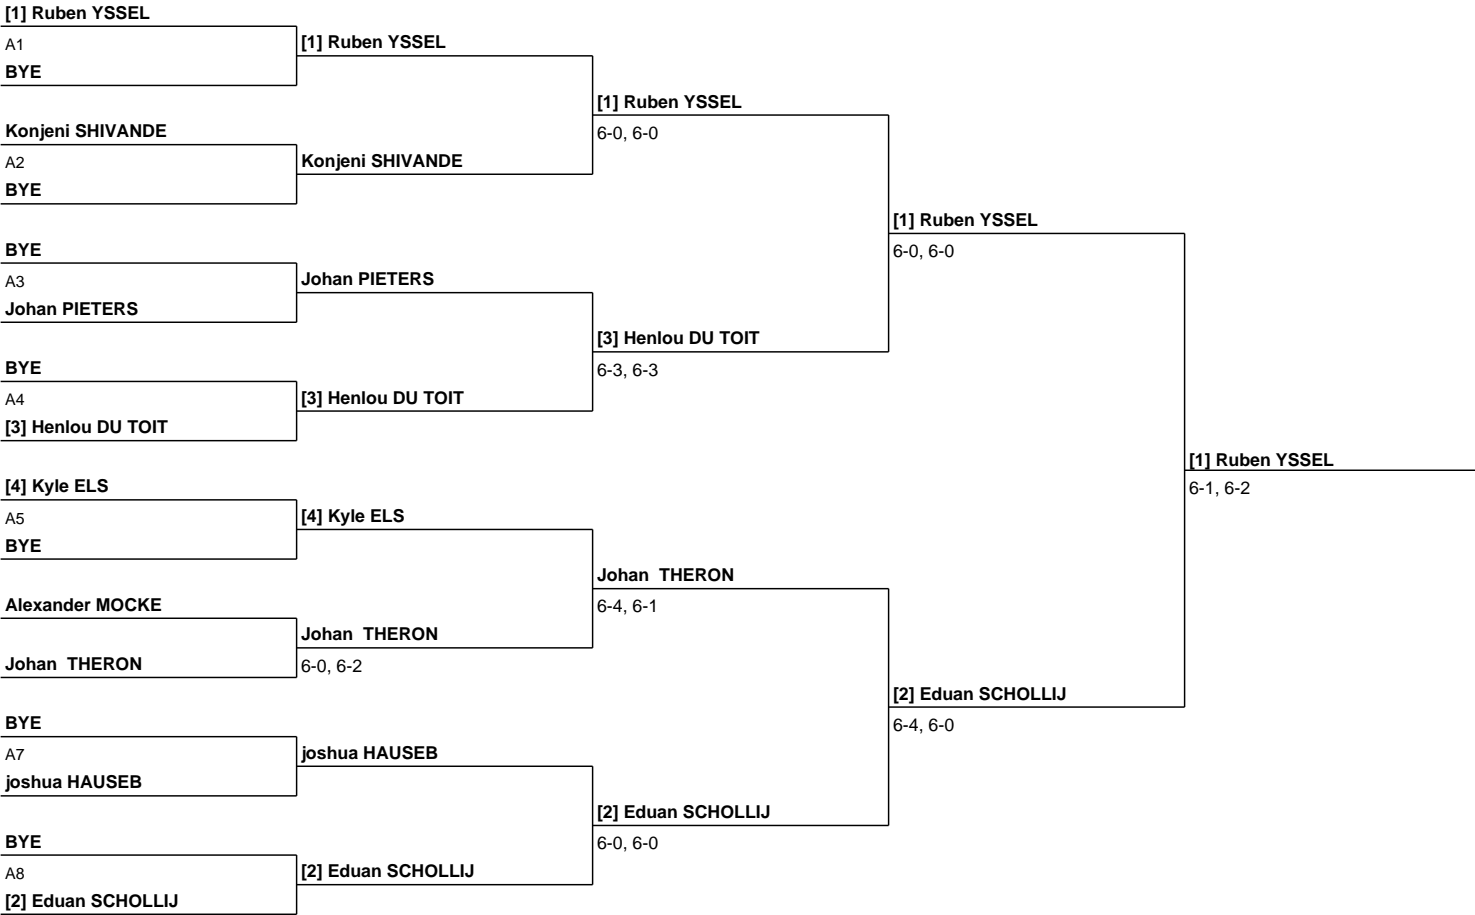 [1] Ruben YSSEL
A1
BYE
Konjeni SHIVANDE
A2
BYE
BYE
A3
Johan PIETERS
BYE
A4
[3] Henlou DU TOIT
[4] Kyle ELS
A5
BYE
Alexander MOCKE
Johan  THERON
BYE
A7
joshua HAUSEB
BYE
A8
[2] Eduan SCHOLLIJ
[1] Ruben YSSEL
Konjeni SHIVANDE
Johan PIETERS
[3] Henlou DU TOIT
[4] Kyle ELS
Johan  THERON
6-0, 6-2
joshua HAUSEB
[2] Eduan SCHOLLIJ
[1] Ruben YSSEL
6-0, 6-0
[3] Henlou DU TOIT
6-3, 6-3
Johan  THERON
6-4, 6-1
[2] Eduan SCHOLLIJ
6-0, 6-0
[1] Ruben YSSEL
6-0, 6-0
[2] Eduan SCHOLLIJ
6-4, 6-0
[1] Ruben YSSEL
6-1, 6-2